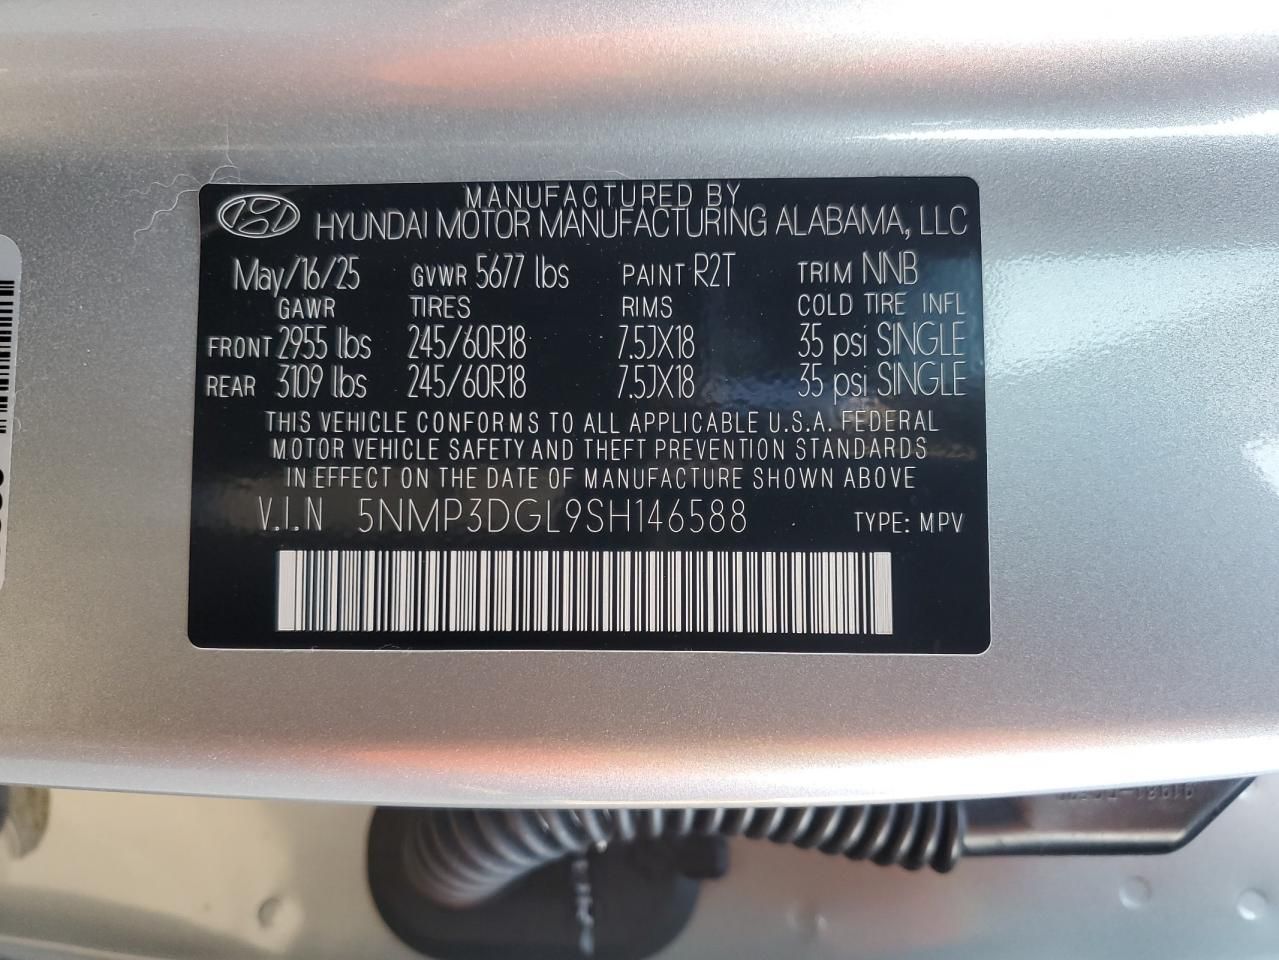 MANUFACTURED BY
HYUNDAI MOTOR MANUFACTURING ALABAMA, LLC
May/16/25 GVWR 5677 lbs PAINT R2T TRIM NNB
GAWR TIRES RIMS COLD TIRE INFL
FRONT 2955 lbs 245/60R18 7.5JX18 35 psi SINGLE
REAR 3109 lbs 245/60R18 7.5JX18 35 psi SINGLE
THIS VEHICLE CONFORMS TO ALL APPLICABLE U.S.A. FEDERAL
MOTOR VEHICLE SAFETY AND THEFT PREVENTION STANDARDS
IN EFFECT ON THE DATE OF MANUFACTURE SHOWN ABOVE
V.I.N 5NMP3DGL9SH146588 TYPE: MPV